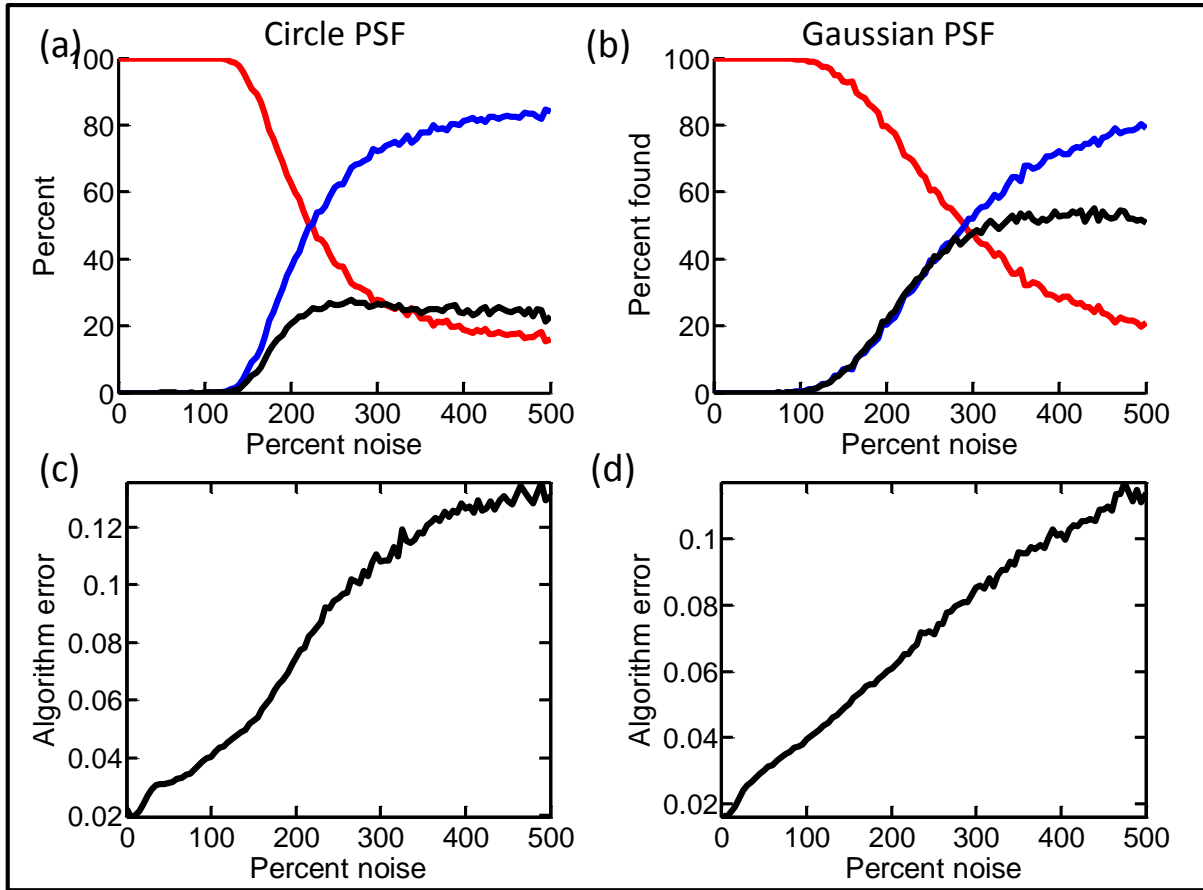 (a)
Circle PSF
100
80
60
40
20
0
Percent
0 100 200 300 400 500
Percent noise
(b)
Gaussian PSF
100
80
60
40
20
0
Percent found
0 100 200 300 400 500
Percent noise
(c)
0.12
0.1
0.08
0.06
0.04
0.02
Algorithm error
0 100 200 300 400 500
Percent noise
(d)
0.1
0.08
0.06
0.04
0.02
Algorithm error
0 100 200 300 400 500
Percent noise